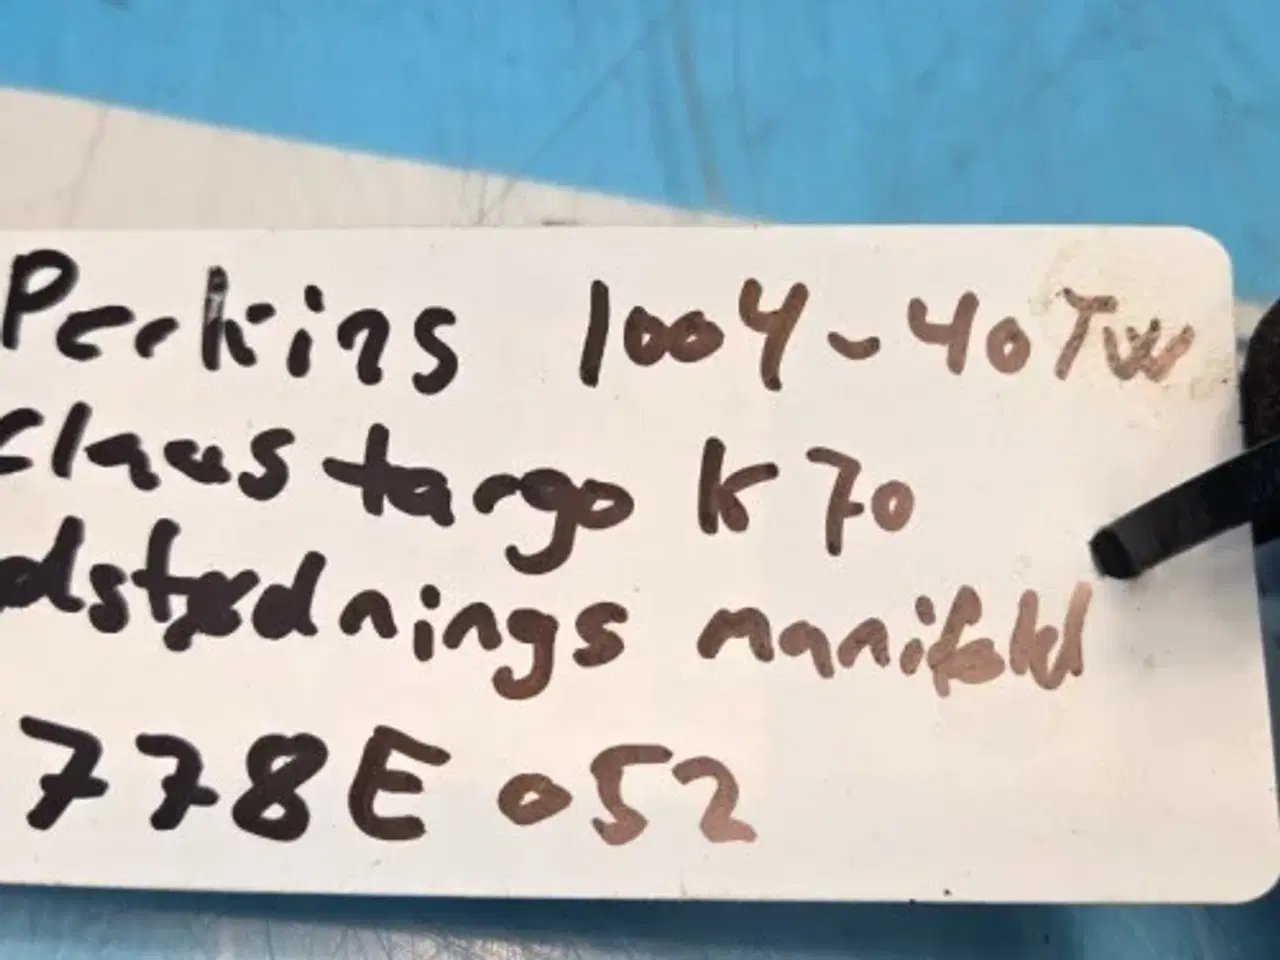 Perkins 1004-40TW
claas targo K70
dstødnings manifold
778E052